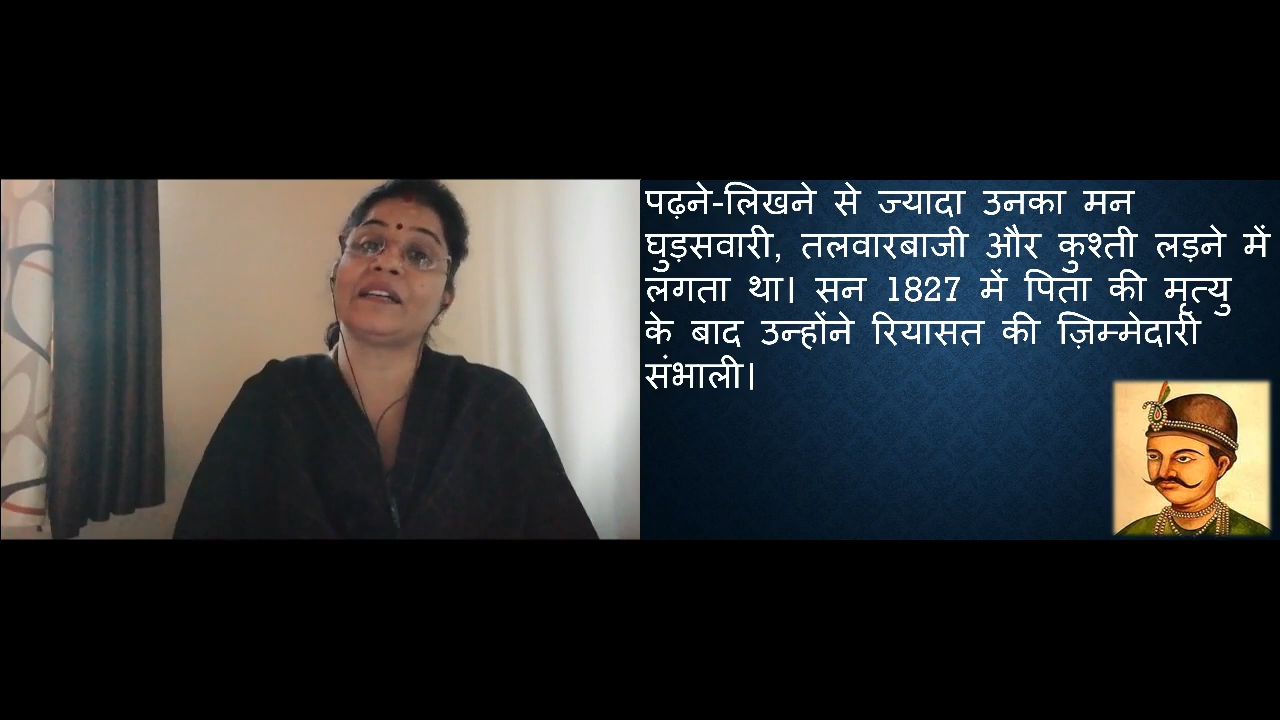 पढ़ने-लिखने से ज्यादा उनका मन
घुड़सवारी, तलवारबाजी और कुश्ती लड़ने में
लगता था। सन 1827 में पिता की मृत्यु
के बाद उन्होंने रियासत की ज़िम्मेदारी
संभाली।